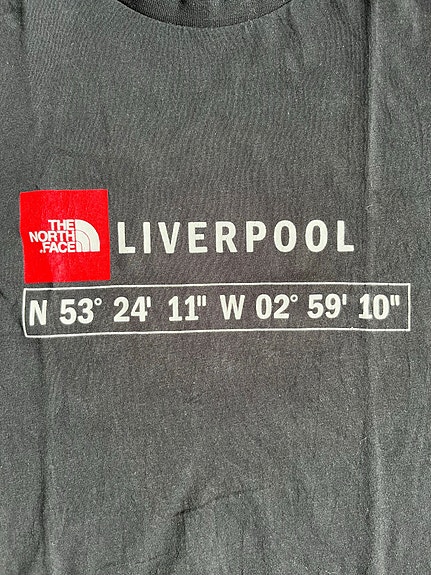 THE
NORTH
FACE
LIVERPOOL
N 53° 24' 11" W 02° 59' 10"